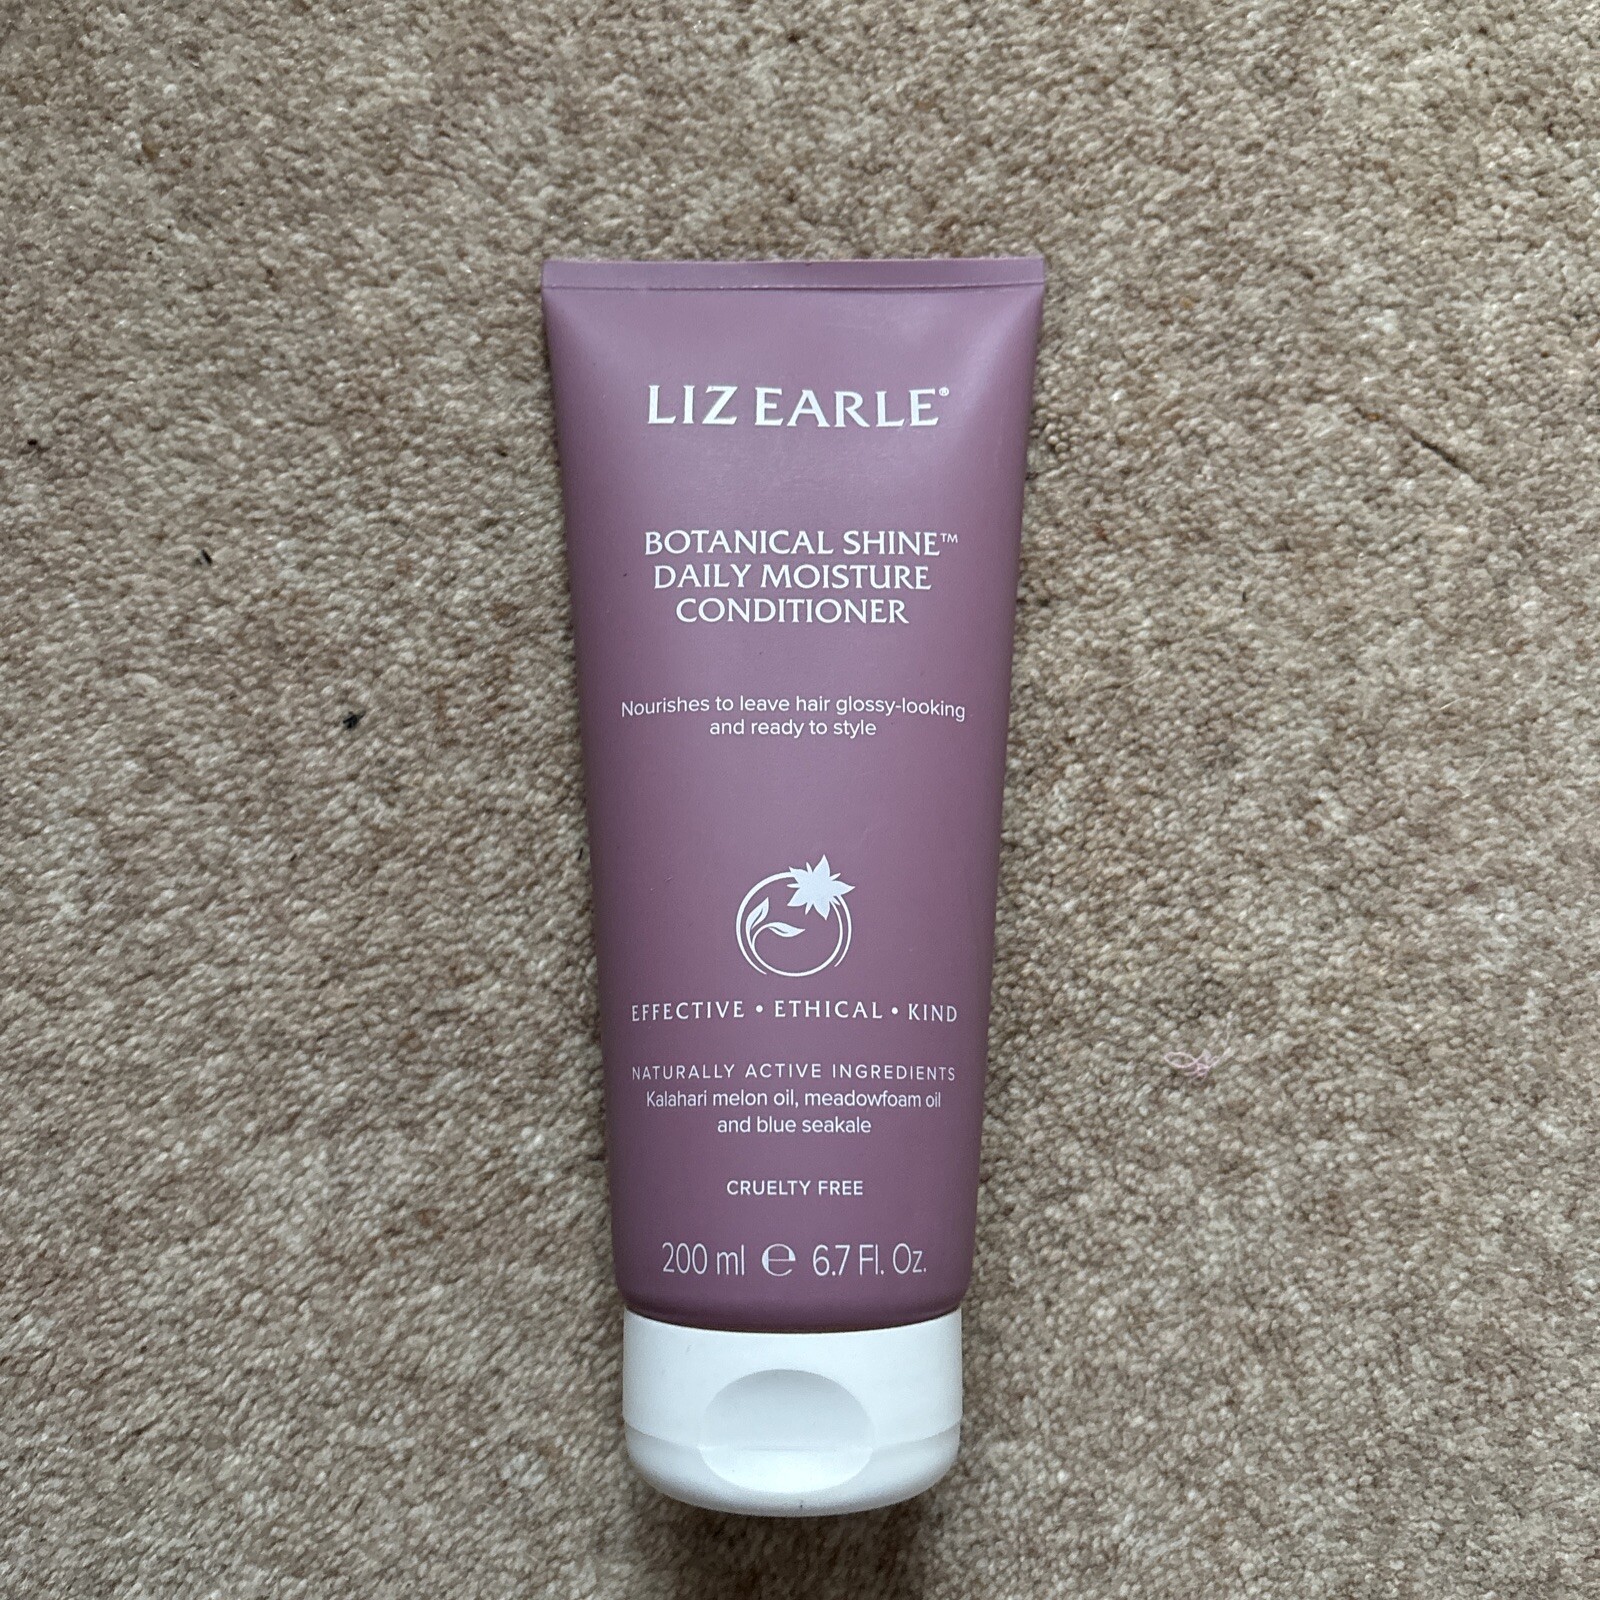 LIZ EARLE®
BOTANICAL SHINE™
DAILY MOISTURE
CONDITIONER
Nourishes to leave hair glossy-looking
and ready to style
EFFECTIVE • ETHICAL • KIND
NATURALLY ACTIVE INGREDIENTS
Kalahari melon oil, meadowfoam oil
and blue seakale
CRUELTY FREE
200 ml ℮ 6.7 Fl. Oz.